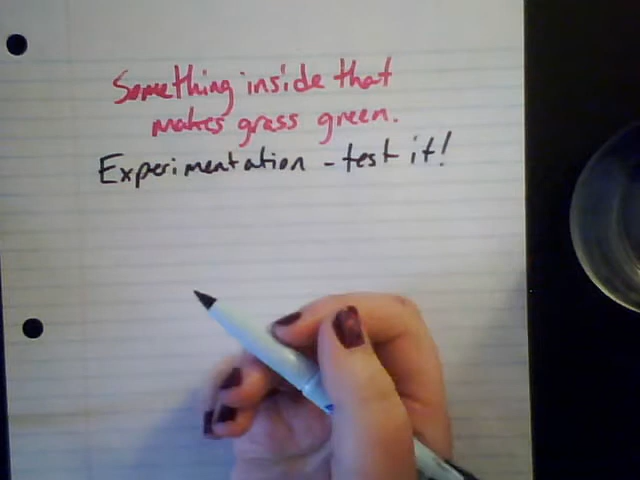 Something inside that
makes grass green.
Experimentation - test it!